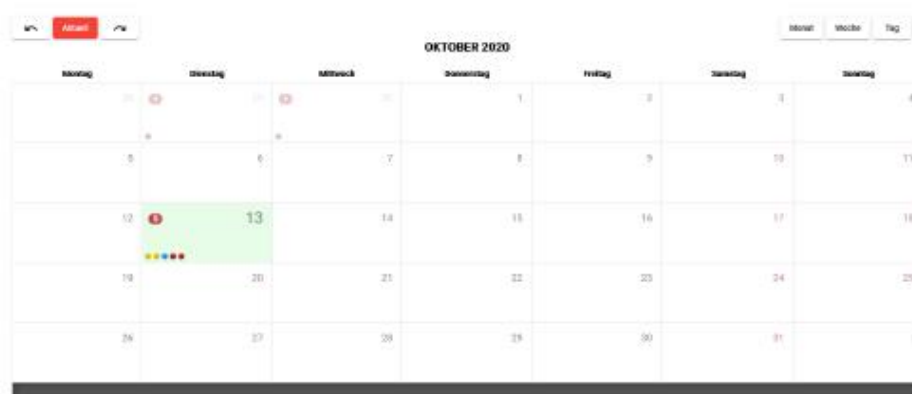 Aktuell Monat Woche Tag
OKTOBER 2020
Montag Dienstag Mittwoch Donnerstag Freitag Samstag Sonntag
1 2 3 4
5 6 7 8 9 10 11
12 13 14 15 16 17 18
19 20 21 22 23 24 25
26 27 28 29 30 31